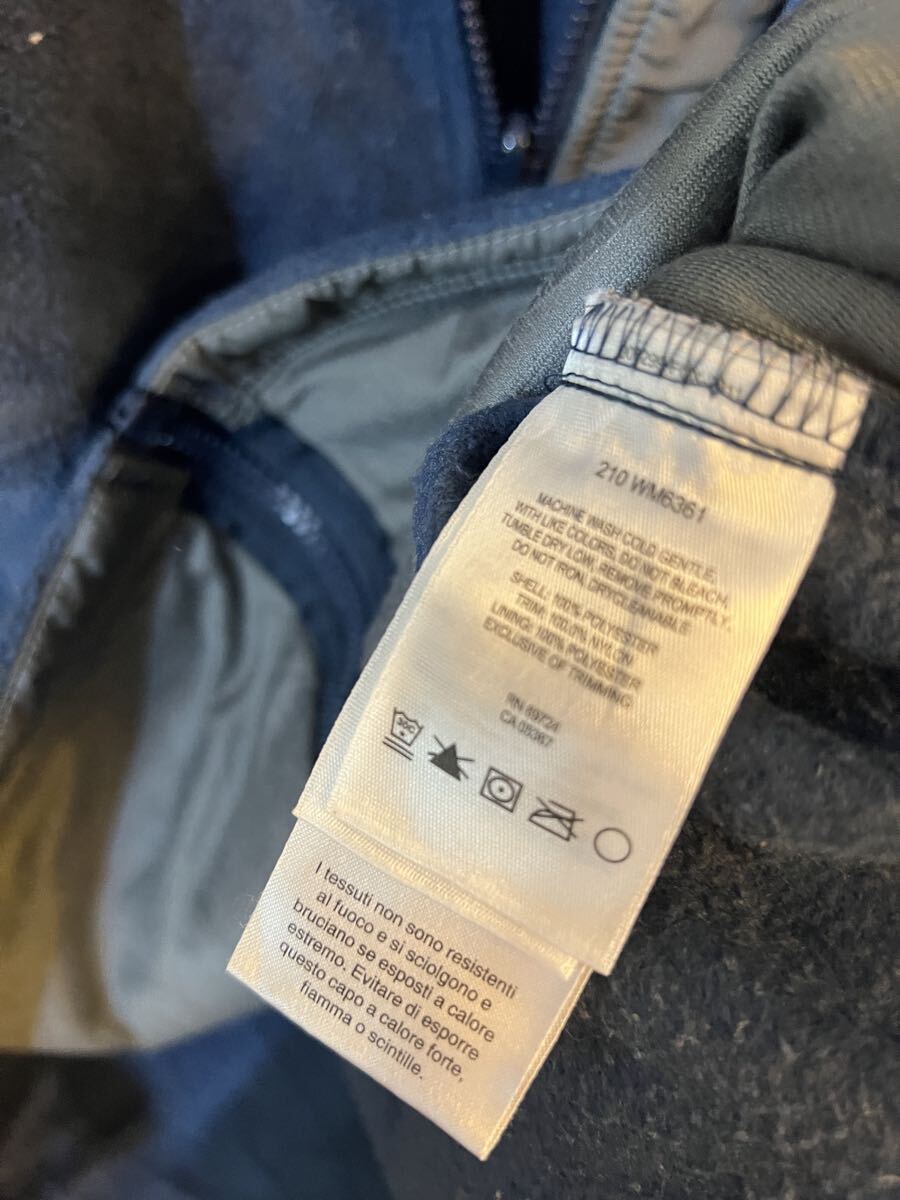 210 WM6361
MACHINE WASH COLD GENTLE,
WITH LIKE COLORS, DO NOT BLEACH,
TUMBLE DRY LOW, REMOVE PROMPTLY,
DO NOT IRON, DRYCLEANABLE
SHELL: 100% POLYESTER
TRIM: 100.0% NYLON
LINING: 100% POLYESTER
EXCLUSIVE OF TRIMMING
RN 69724
CA 05367
30C
I tessuti non sono resistenti
al fuoco e si sciolgono e
bruciano se esposti a calore
estremo. Evitare di esporre
questo capo a calore forte,
fiamma o scintille.